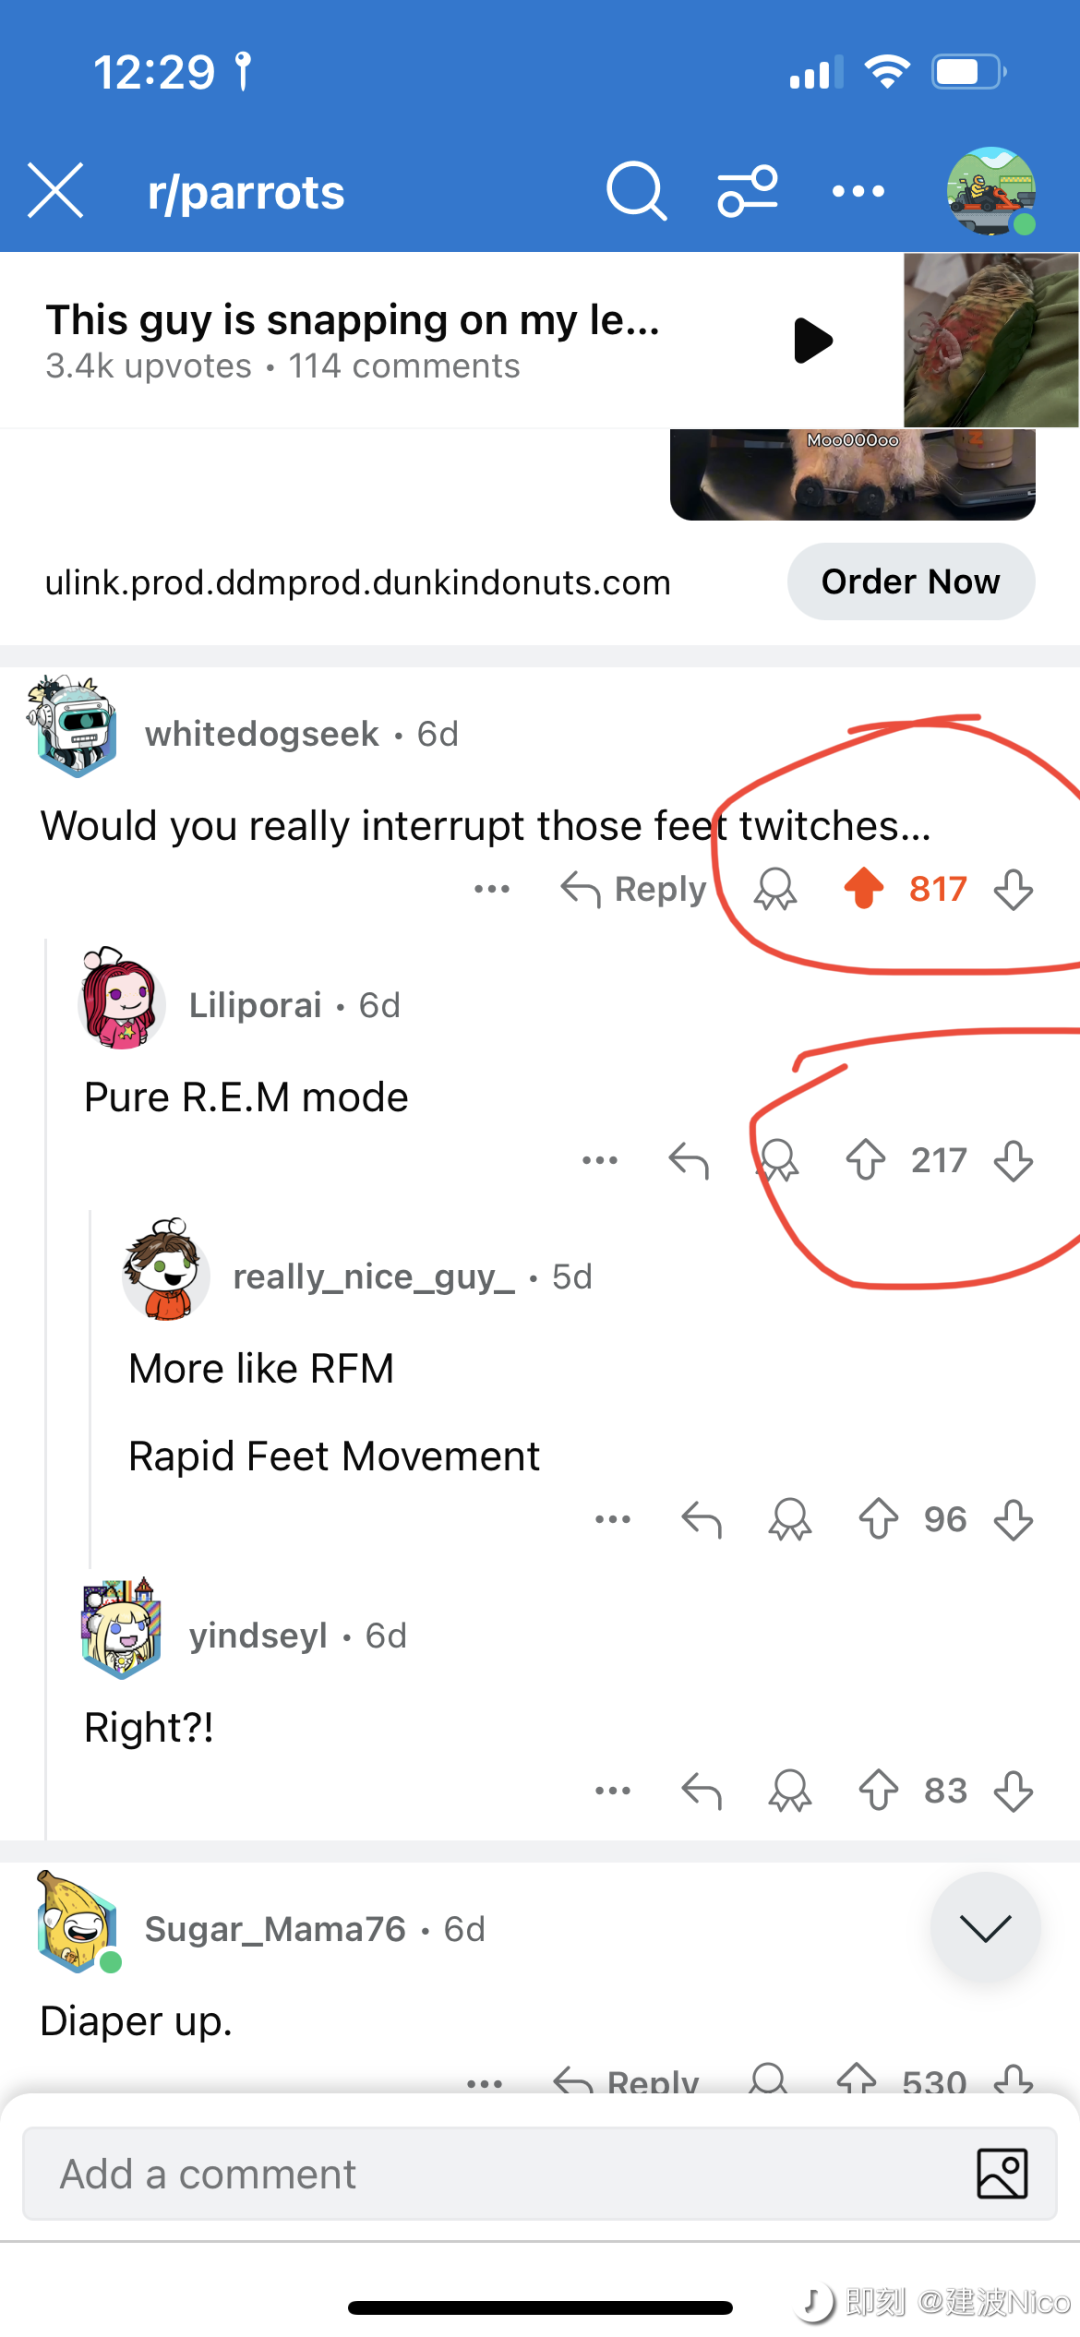 12:29
r/parrots
This guy is snapping on my le...
3.4k upvotes • 114 comments
Moo000oo
ulink.prod.ddmprod.dunkindonuts.com
Order Now
whitedogseek • 6d
Would you really interrupt those feet twitches...
Reply 817
Liliporai • 6d
Pure R.E.M mode
217
really_nice_guy_ • 5d
More like RFM
Rapid Feet Movement
96
yindseyl • 6d
Right?!
83
Sugar_Mama76 • 6d
Diaper up.
Reply 530
Add a comment
即刻 @建波Nico